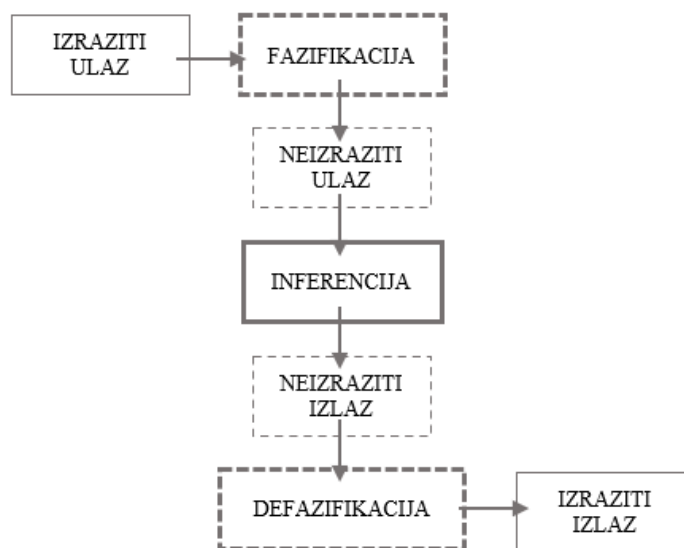 IZRAZITI
ULAZ
FAZIFIKACIJA
NEIZRAZITI
ULAZ
INFERENCIJA
NEIZRAZITI
IZLAZ
DEFAZIFIKACIJA
IZRAZITI
IZLAZ